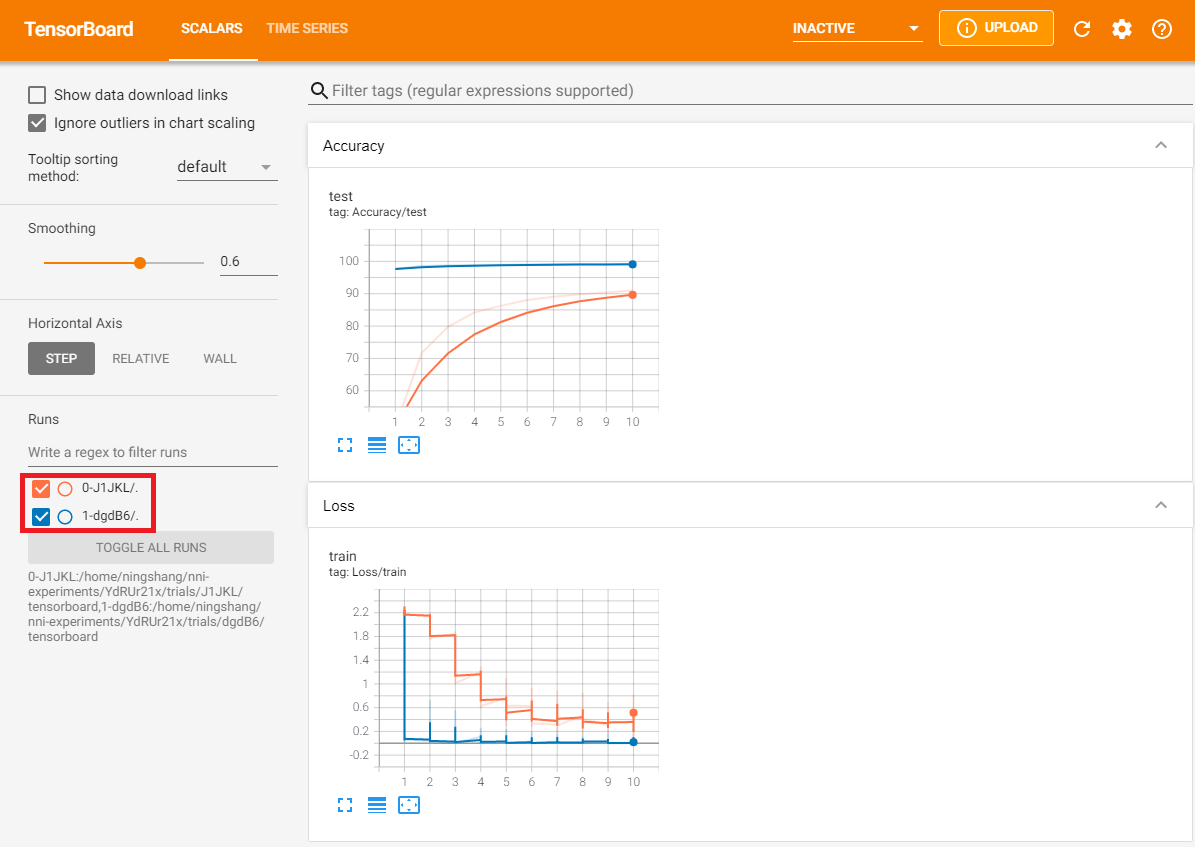 TensorBoard
SCALARS
TIME SERIES
INACTIVE
UPLOAD
Show data download links
Ignore outliers in chart scaling
Tooltip sorting
method:
default
Smoothing
0.6
Horizontal Axis
STEP
RELATIVE
WALL
Runs
Write a regex to filter runs
0-J1JKL/.
1-dgdB6/.
TOGGLE ALL RUNS
0-J1JKL:/home/ningshang/nni-
experiments/YdRUr21x/trials/J1JKL/
tensorboard,1-dgdB6:/home/ningshang/
nni-experiments/YdRUr21x/trials/dgdB6/
tensorboard
Filter tags (regular expressions supported)
Accuracy
test
tag: Accuracy/test
100
90
80
70
60
1 2 3 4 5 6 7 8 9 10
Loss
train
tag: Loss/train
2.2
1.8
1.4
1
0.6
0.2
-0.2
1 2 3 4 5 6 7 8 9 10